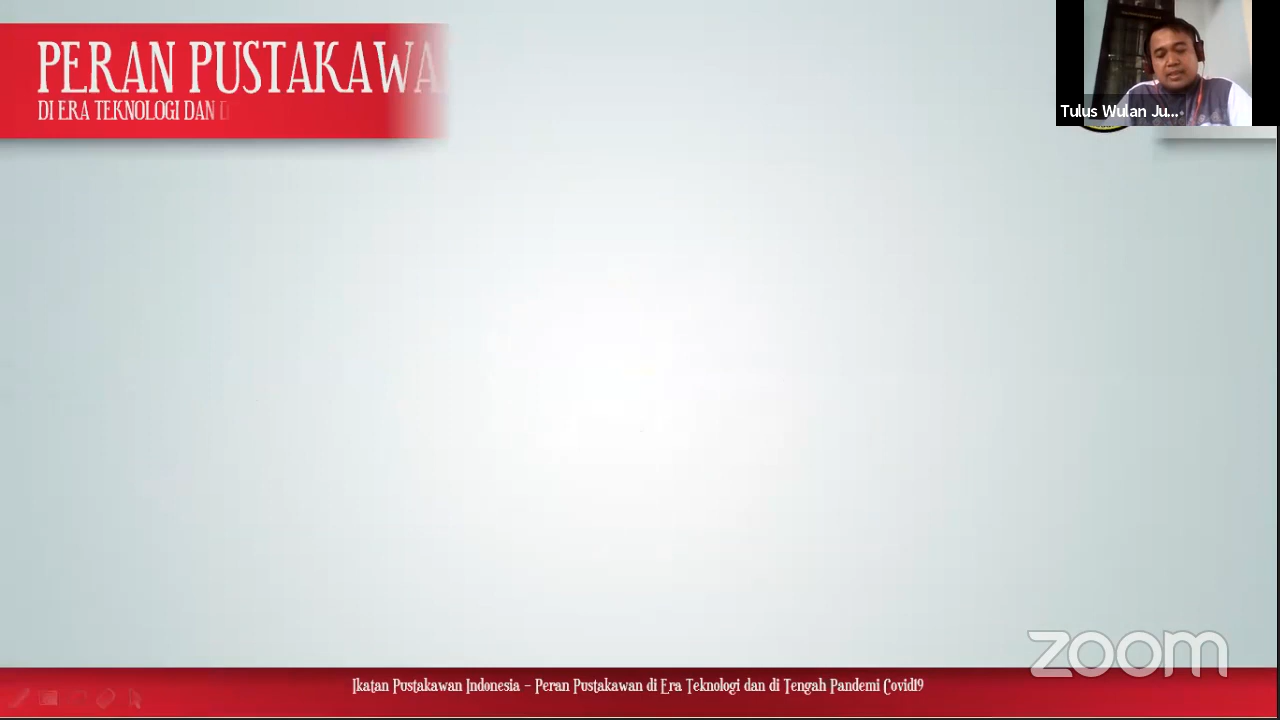 PERAN PUSTAKAWA
DI ERA TEKNOLOGI DAN D
Tulus Wulan Ju...
zoom
Ikatan Pustakawan Indonesia – Peran Pustakawan di Era Teknologi dan di Tengah Pandemi Covid19